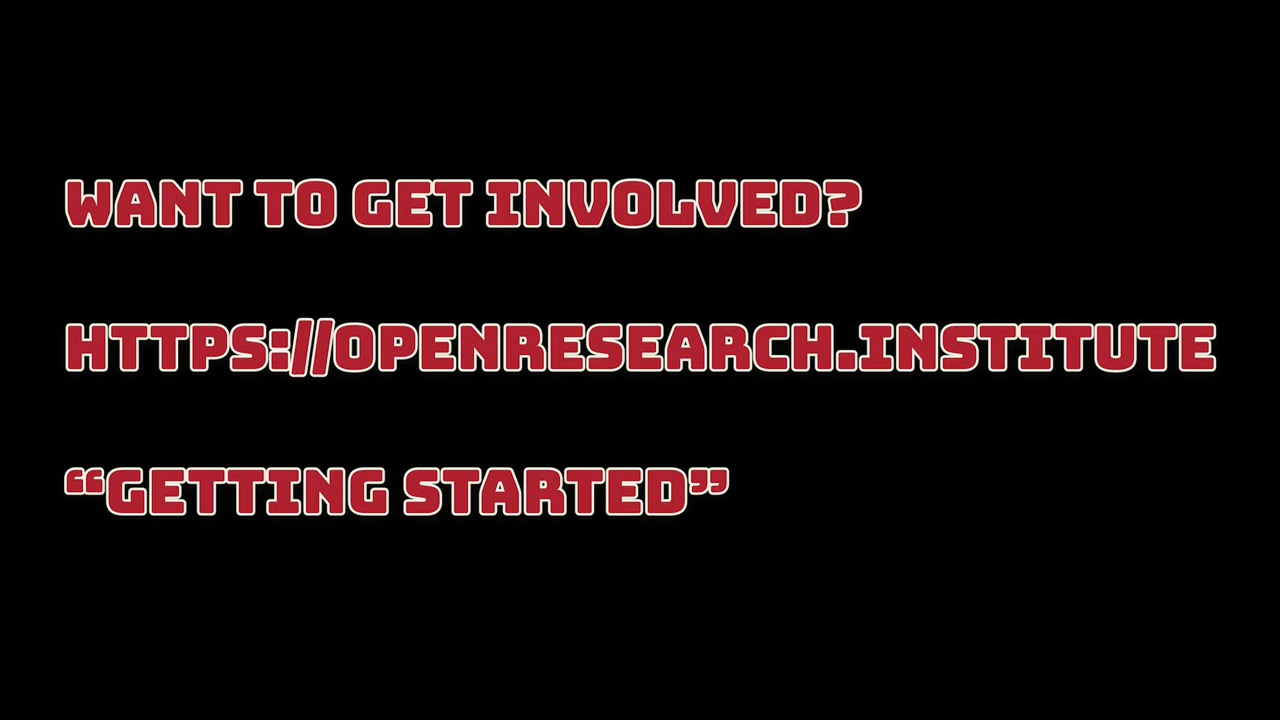 WANT TO GET INVOLVED?
HTTPS://OPENRESEARCH.INSTITUTE
“GETTING STARTED”